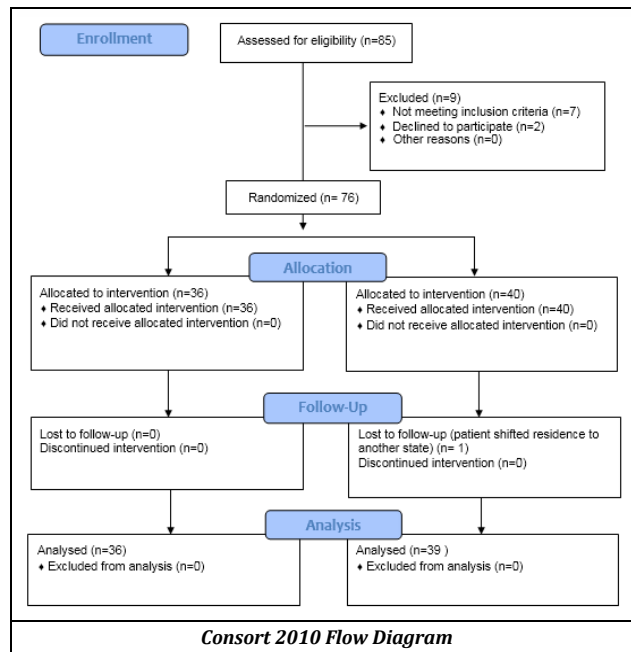 Enrollment
Assessed for eligibility (n=85)
Excluded (n=9)
♦ Not meeting inclusion criteria (n=7)
♦ Declined to participate (n=2)
♦ Other reasons (n=0)
Randomized (n= 76)
Allocation
Allocated to intervention (n=36)
♦ Received allocated intervention (n=36)
♦ Did not receive allocated intervention (n=0)
Allocated to intervention (n=40)
♦ Received allocated intervention (n=40)
♦ Did not receive allocated intervention (n=0)
Follow-Up
Lost to follow-up (n=0)
Discontinued intervention (n=0)
Lost to follow-up (patient shifted residence to
another state) (n= 1)
Discontinued intervention (n=0)
Analysis
Analysed (n=36)
♦ Excluded from analysis (n=0)
Analysed (n=39 )
♦ Excluded from analysis (n=0)
Consort 2010 Flow Diagram